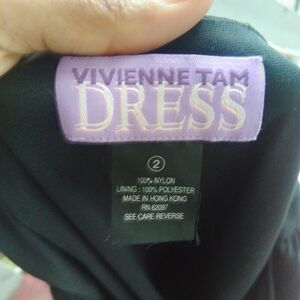 VIVIENNE TAM
DRESS
2
100% NYLON
LINING : 100% POLYESTER
MADE IN HONG KONG
RN 62097
SEE CARE REVERSE